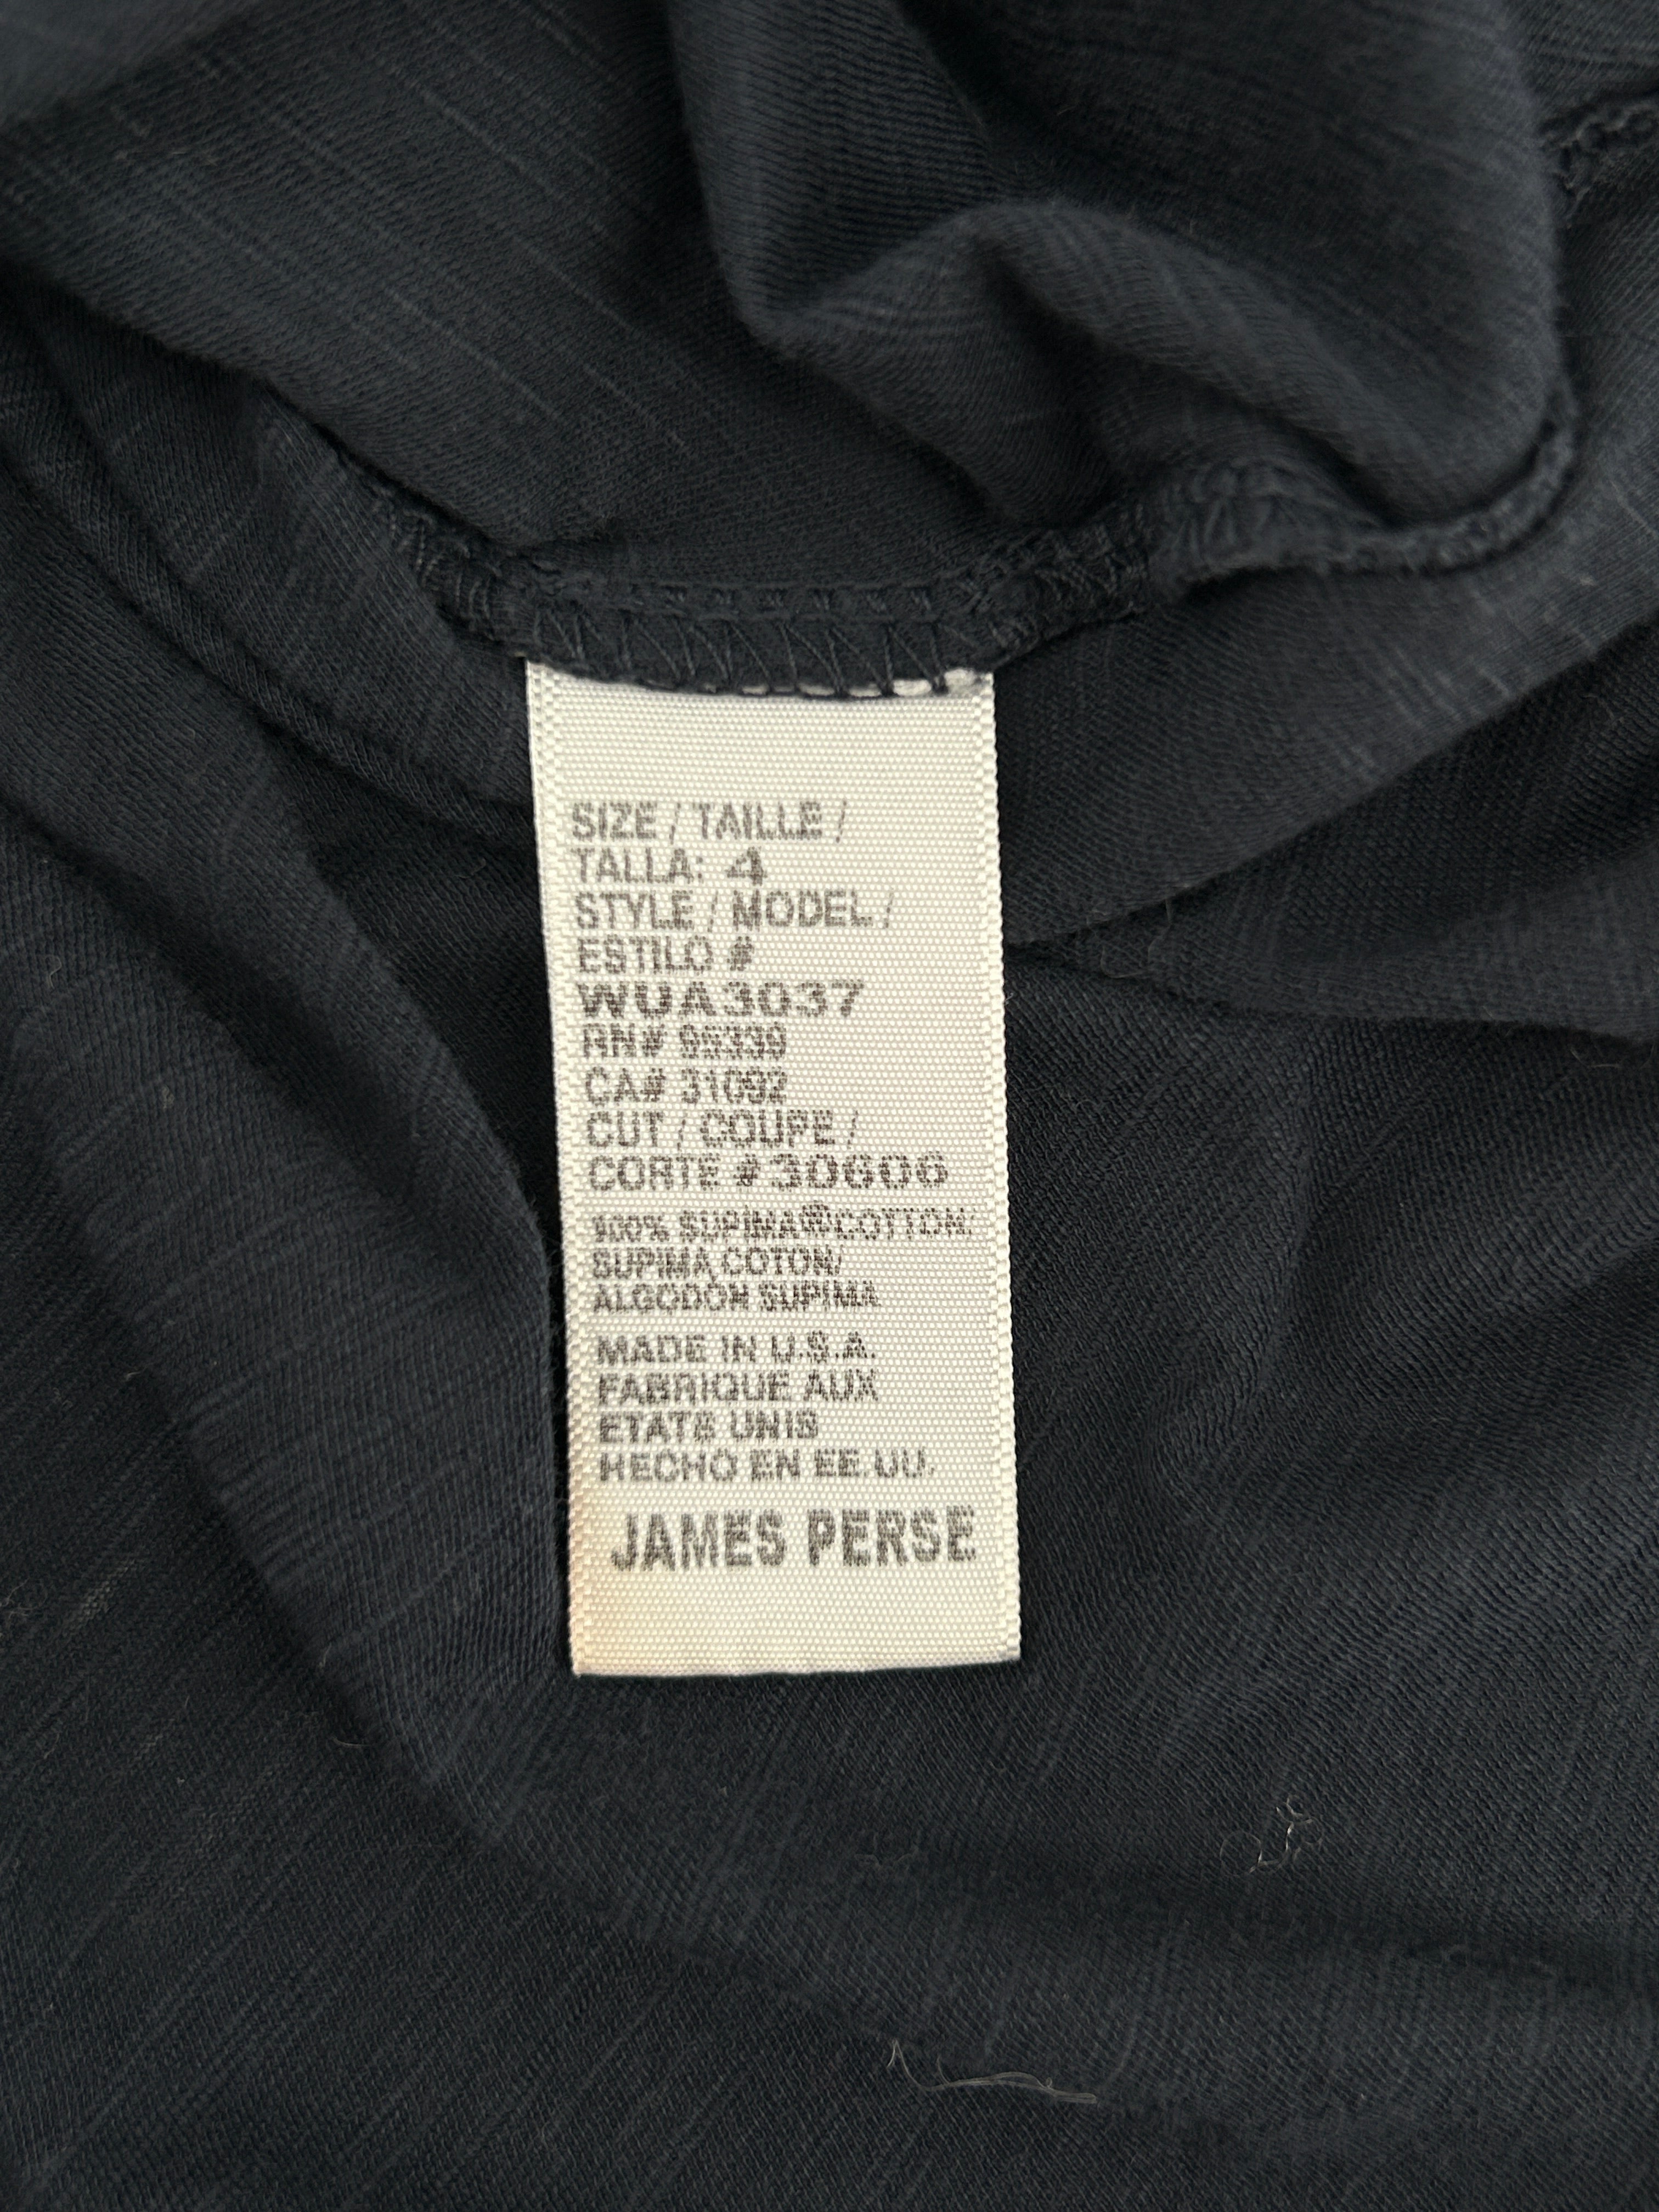 SIZE / TAILLE /
TALLA: 4
STYLE / MODEL /
ESTILO #
WUA3037
RN# 95339
CA# 31092
CUT / COUPE /
CORTE #30606
100% SUPIMA® COTTON/
SUPIMA COTON/
ALGODON SUPIMA
MADE IN U.S.A.
FABRIQUE AUX
ETATS UNIS
HECHO EN EE.UU.
JAMES PERSE